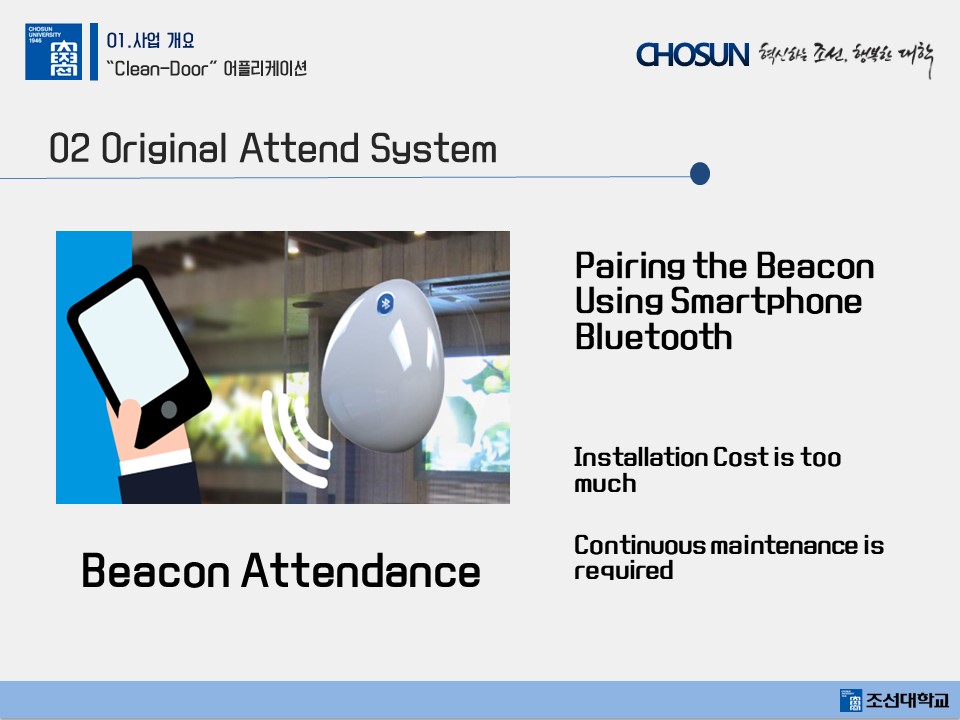 CHOSUN
UNIVERSITY
1946
01.사업 개요
“Clean-Door” 어플리케이션
CHOSUN 혁신하는 조선, 행복한 대학
02 Original Attend System
Pairing the Beacon
Using Smartphone
Bluetooth
Installation Cost is too
much
Continuous maintenance is
required
Beacon Attendance
조선대학교